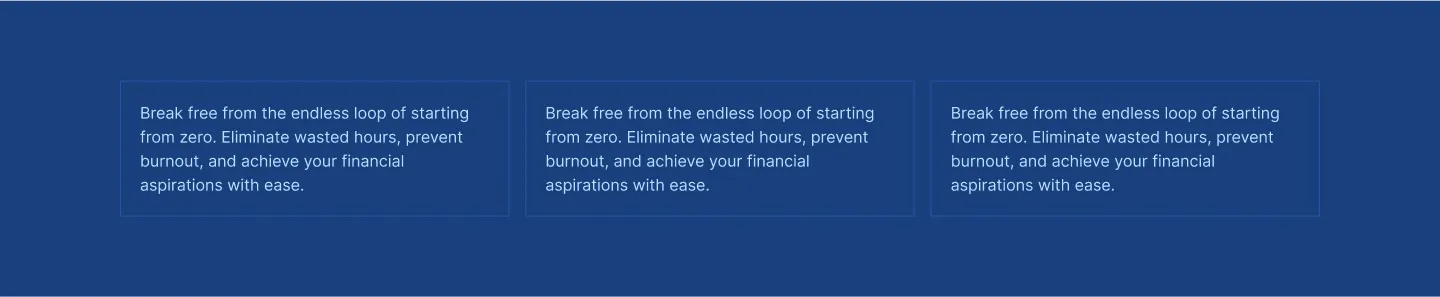 Break free from the endless loop of starting
from zero. Eliminate wasted hours, prevent
burnout, and achieve your financial
aspirations with ease.
Break free from the endless loop of starting
from zero. Eliminate wasted hours, prevent
burnout, and achieve your financial
aspirations with ease.
Break free from the endless loop of starting
from zero. Eliminate wasted hours, prevent
burnout, and achieve your financial
aspirations with ease.